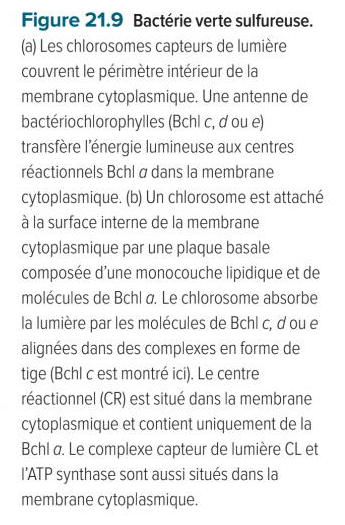 Figure 21.9 Bactérie verte sulfureuse.
(a) Les chlorosomes capteurs de lumière
couvrent le périmètre intérieur de la
membrane cytoplasmique. Une antenne de
bactériochlorophylles (Bchl c, d ou e)
transfère l’énergie lumineuse aux centres
réactionnels Bchl a dans la membrane
cytoplasmique. (b) Un chlorosome est attaché
à la surface interne de la membrane
cytoplasmique par une plaque basale
composée d’une monocouche lipidique et de
molécules de Bchl a. Le chlorosome absorbe
la lumière par les molécules de Bchl c, d ou e
alignées dans des complexes en forme de
tige (Bchl c est montré ici). Le centre
réactionnel (CR) est situé dans la membrane
cytoplasmique et contient uniquement de la
Bchl a. Le complexe capteur de lumière CL et
l’ATP synthase sont aussi situés dans la
membrane cytoplasmique.